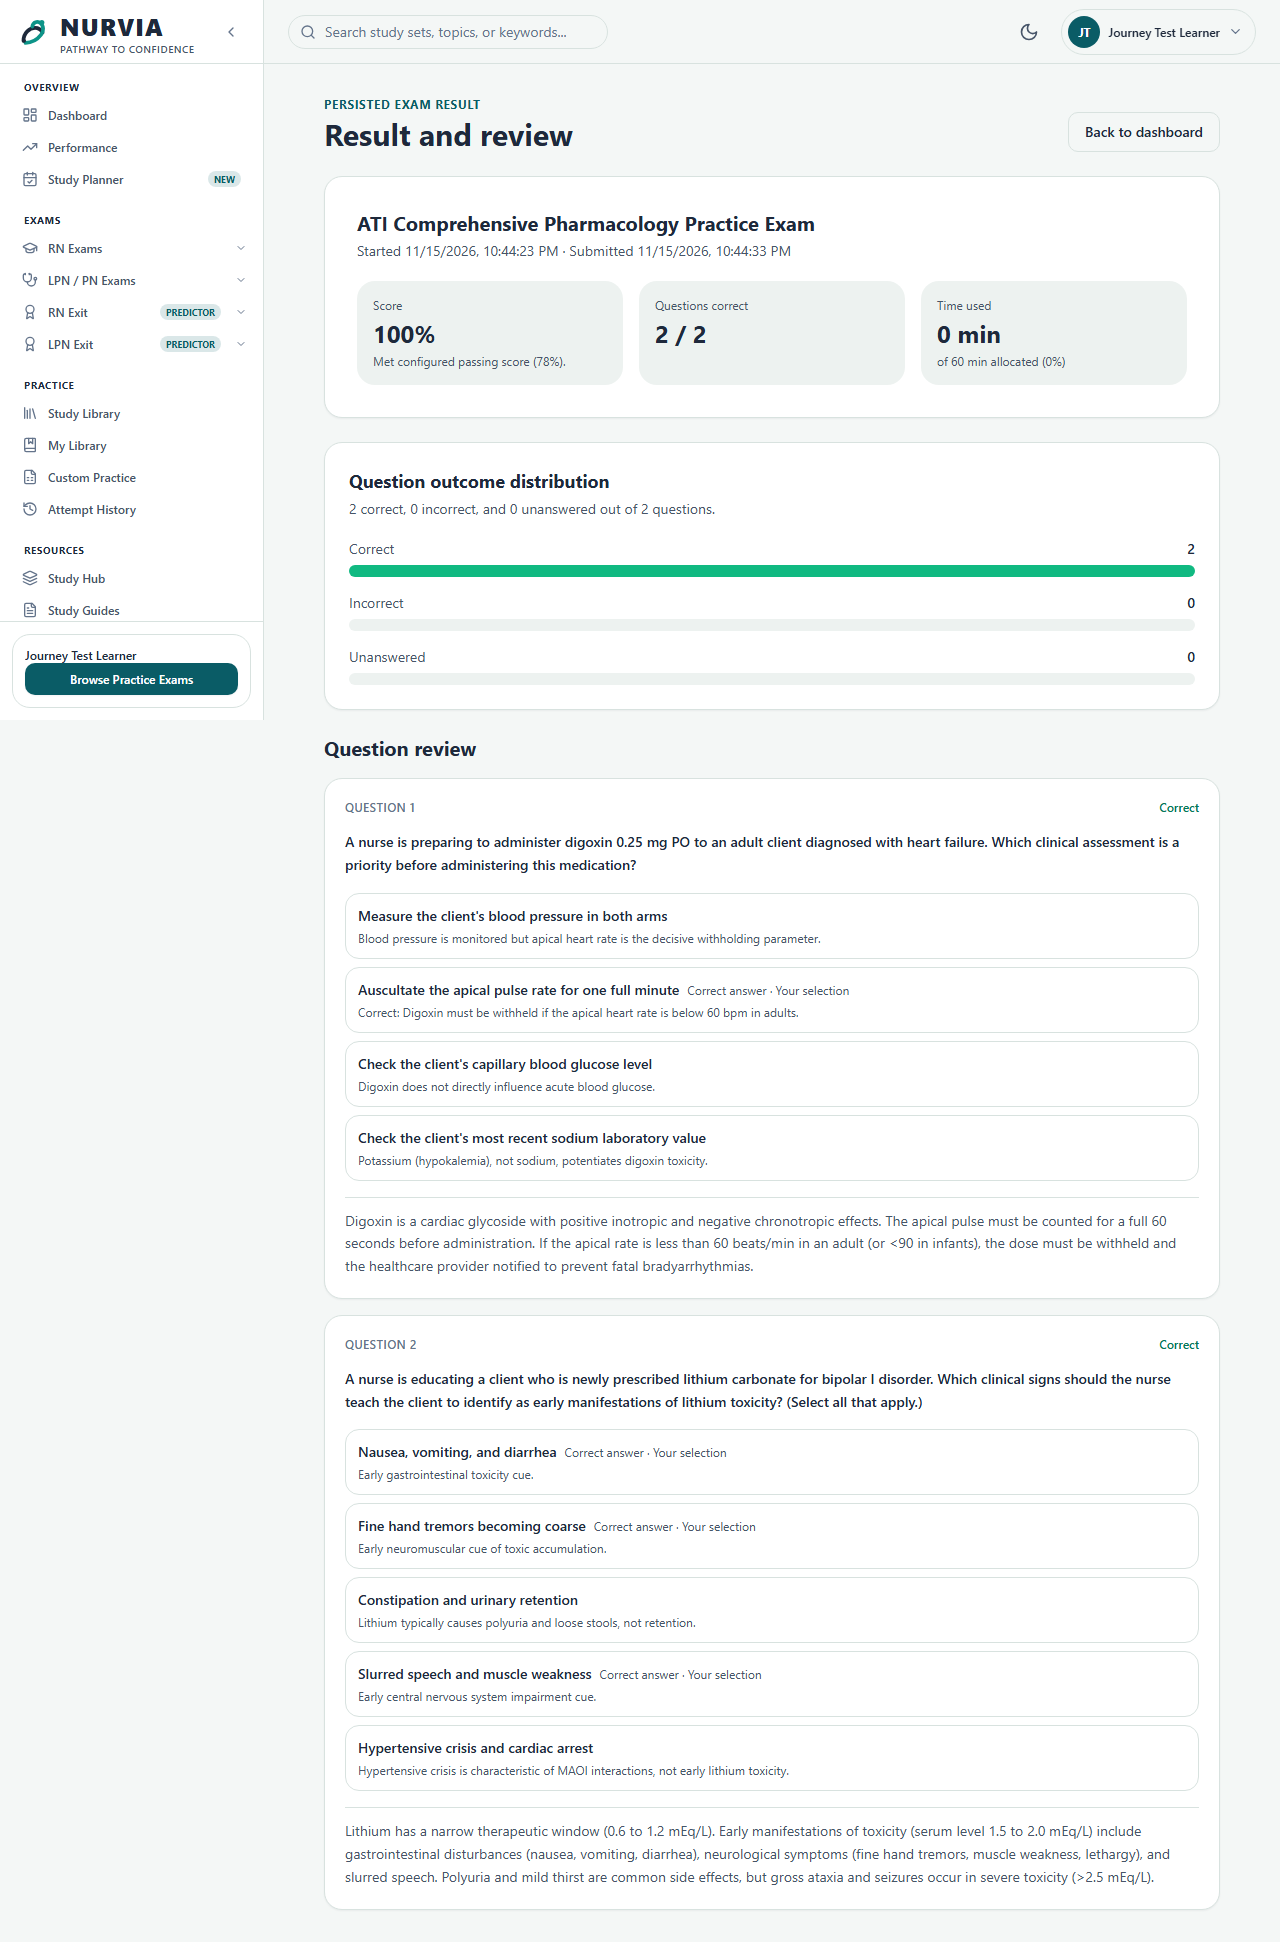 NURVIA
PATHWAY TO CONFIDENCE
Search study sets, topics, or keywords...
JT
Journey Test Learner
OVERVIEW
Dashboard
Performance
Study Planner
NEW
EXAMS
RN Exams
LPN / PN Exams
RN Exit
PREDICTOR
LPN Exit
PREDICTOR
PRACTICE
Study Library
My Library
Custom Practice
Attempt History
RESOURCES
Study Hub
Study Guides
Journey Test Learner
Browse Practice Exams
PERSISTED EXAM RESULT
Result and review
Back to dashboard
ATI Comprehensive Pharmacology Practice Exam
Started 11/15/2026, 10:44:23 PM · Submitted 11/15/2026, 10:44:33 PM
Score
100%
Met configured passing score (78%).
Questions correct
2 / 2
Time used
0 min
of 60 min allocated (0%)
Question outcome distribution
2 correct, 0 incorrect, and 0 unanswered out of 2 questions.
Correct
2
Incorrect
0
Unanswered
0
Question review
QUESTION 1
Correct
A nurse is preparing to administer digoxin 0.25 mg PO to an adult client diagnosed with heart failure. Which clinical assessment is a
priority before administering this medication?
Measure the client's blood pressure in both arms
Blood pressure is monitored but apical heart rate is the decisive withholding parameter.
Auscultate the apical pulse rate for one full minute Correct answer · Your selection
Correct: Digoxin must be withheld if the apical heart rate is below 60 bpm in adults.
Check the client's capillary blood glucose level
Digoxin does not directly influence acute blood glucose.
Check the client's most recent sodium laboratory value
Potassium (hypokalemia), not sodium, potentiates digoxin toxicity.
Digoxin is a cardiac glycoside with positive inotropic and negative chronotropic effects. The apical pulse must be counted for a full 60
seconds before administration. If the apical rate is less than 60 beats/min in an adult (or <90 in infants), the dose must be withheld and
the healthcare provider notified to prevent fatal bradyarrhythmias.
QUESTION 2
Correct
A nurse is educating a client who is newly prescribed lithium carbonate for bipolar I disorder. Which clinical signs should the nurse
teach the client to identify as early manifestations of lithium toxicity? (Select all that apply.)
Nausea, vomiting, and diarrhea Correct answer · Your selection
Early gastrointestinal toxicity cue.
Fine hand tremors becoming coarse Correct answer · Your selection
Early neuromuscular cue of toxic accumulation.
Constipation and urinary retention
Lithium typically causes polyuria and loose stools, not retention.
Slurred speech and muscle weakness Correct answer · Your selection
Early central nervous system impairment cue.
Hypertensive crisis and cardiac arrest
Hypertensive crisis is characteristic of MAOI interactions, not early lithium toxicity.
Lithium has a narrow therapeutic window (0.6 to 1.2 mEq/L). Early manifestations of toxicity (serum level 1.5 to 2.0 mEq/L) include
gastrointestinal disturbances (nausea, vomiting, diarrhea), neurological symptoms (fine hand tremors, muscle weakness, lethargy), and
slurred speech. Polyuria and mild thirst are common side effects, but gross ataxia and seizures occur in severe toxicity (>2.5 mEq/L).